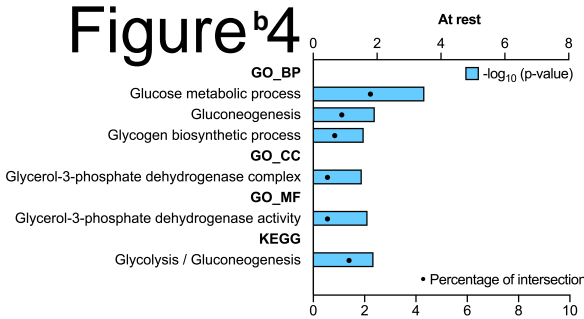 Figure b 4
At rest
0 2 4 6 8
GO_BP
-log10 (p-value)
Glucose metabolic process
Gluconeogenesis
Glycogen biosynthetic process
GO_CC
Glycerol-3-phosphate dehydrogenase complex
GO_MF
Glycerol-3-phosphate dehydrogenase activity
KEGG
Glycolysis / Gluconeogenesis
• Percentage of intersection
0 2 4 6 8 10